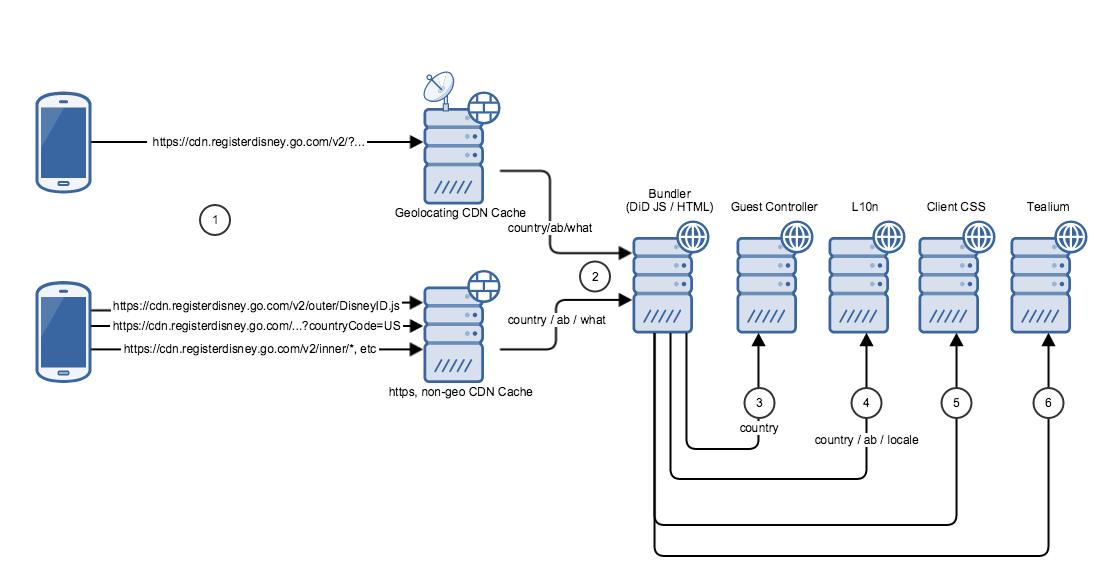 https://cdn.registerdisney.go.com/v2/?...
Geolocating CDN Cache
1
country/ab/what
Bundler
(DiD JS / HTML)
Guest Controller
L10n
Client CSS
Tealium
2
https://cdn.registerdisney.go.com/v2/outer/DisneyID.js
https://cdn.registerdisney.go.com/...?countryCode=US
https://cdn.registerdisney.go.com/v2/inner/*, etc
country / ab / what
https, non-geo CDN Cache
3
4
5
6
country
country / ab / locale